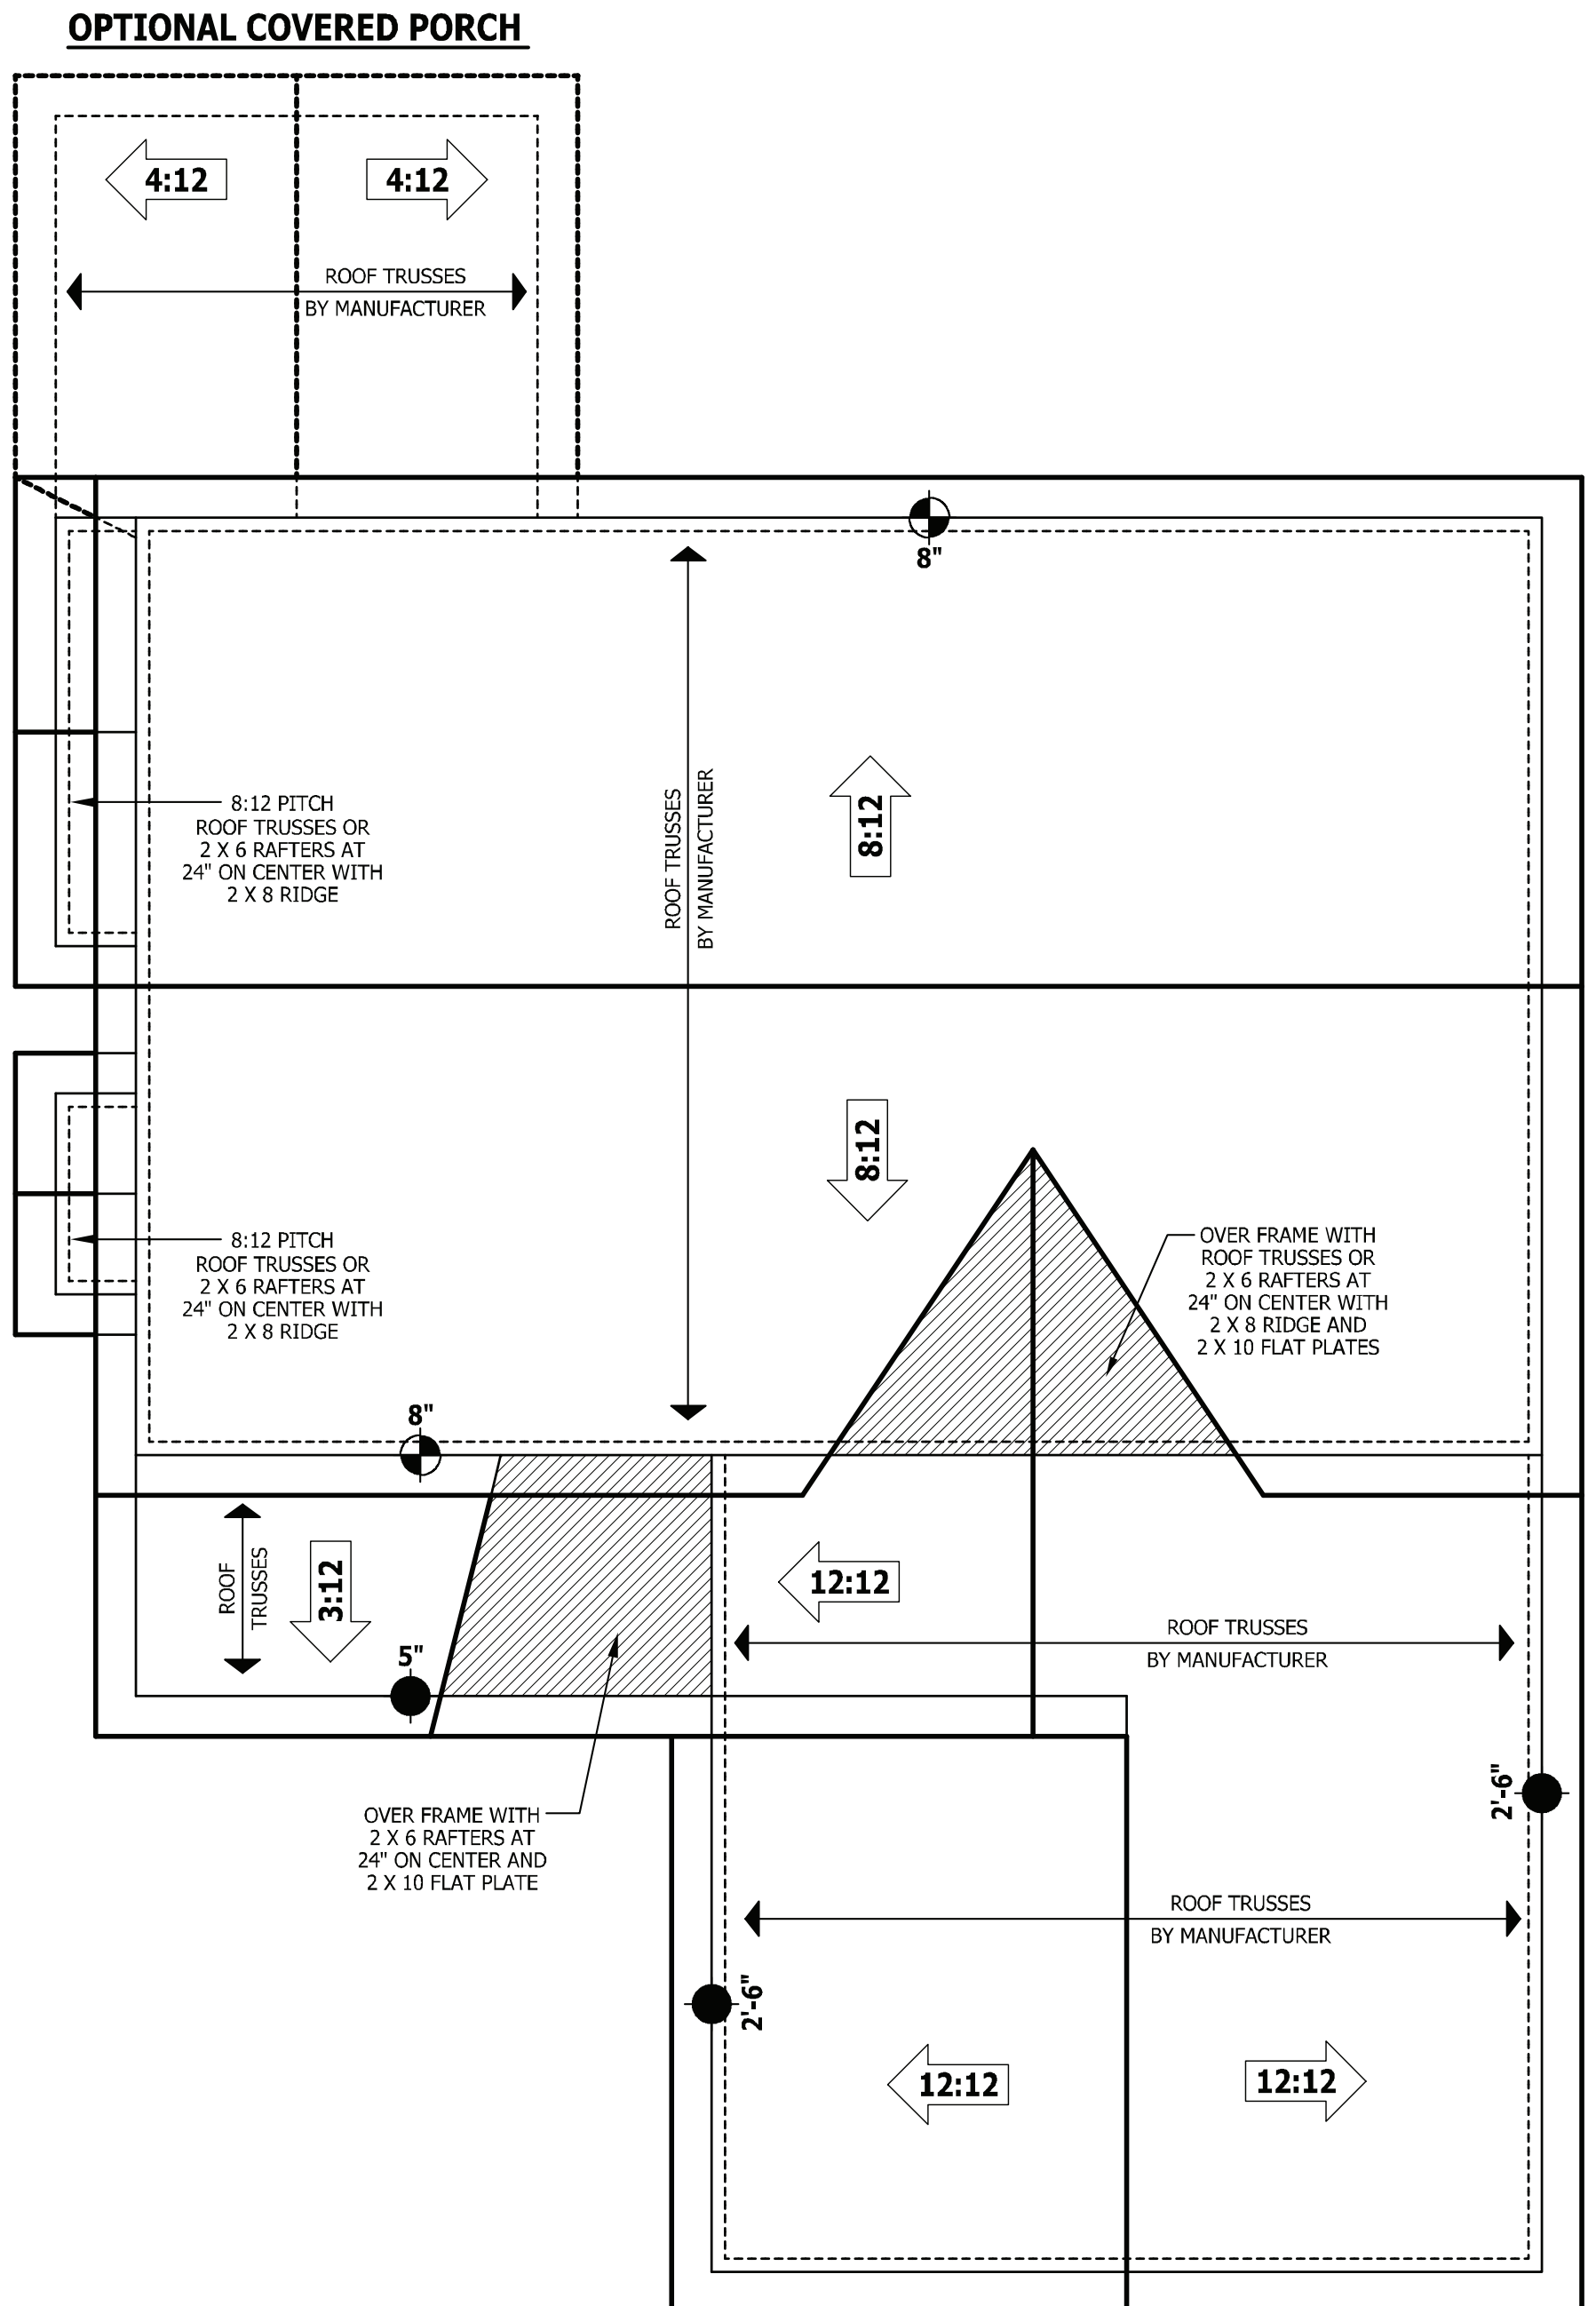 OPTIONAL COVERED PORCH
4:12
4:12
ROOF TRUSSES
BY MANUFACTURER
8"
ROOF TRUSSES
BY MANUFACTURER
8:12
8:12 PITCH
ROOF TRUSSES OR
2 X 6 RAFTERS AT
24" ON CENTER WITH
2 X 8 RIDGE
8:12
8:12 PITCH
ROOF TRUSSES OR
2 X 6 RAFTERS AT
24" ON CENTER WITH
2 X 8 RIDGE
OVER FRAME WITH
ROOF TRUSSES OR
2 X 6 RAFTERS AT
24" ON CENTER WITH
2 X 8 RIDGE AND
2 X 10 FLAT PLATES
8"
ROOF
TRUSSES
3:12
12:12
5"
ROOF TRUSSES
BY MANUFACTURER
2'-6"
OVER FRAME WITH
2 X 6 RAFTERS AT
24" ON CENTER AND
2 X 10 FLAT PLATE
ROOF TRUSSES
BY MANUFACTURER
2'-6"
12:12
12:12